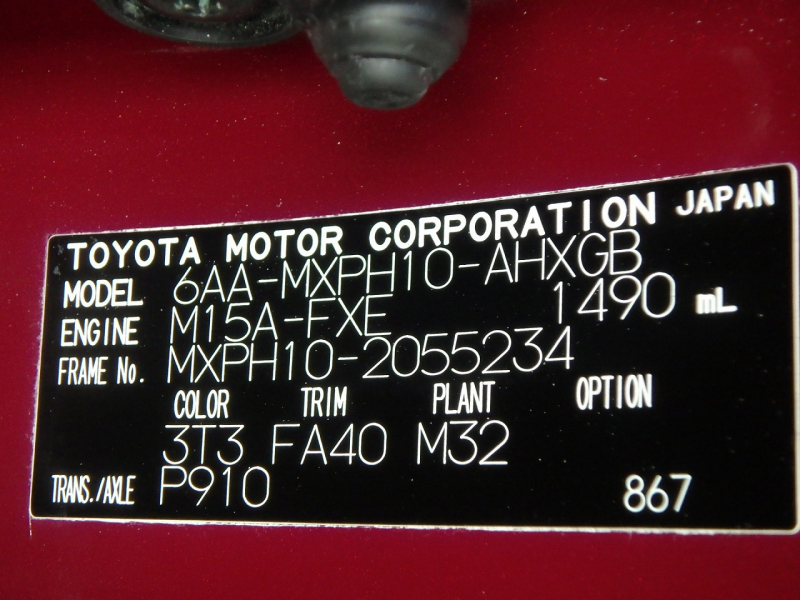 TOYOTA MOTOR CORPORATION JAPAN
MODEL 6AA-MXPH10-AHXGB
ENGINE M15A-FXE 1490 mL
FRAME No. MXPH10-2055234
COLOR TRIM PLANT OPTION
3T3 FA40 M32
TRANS./AXLE P910 867